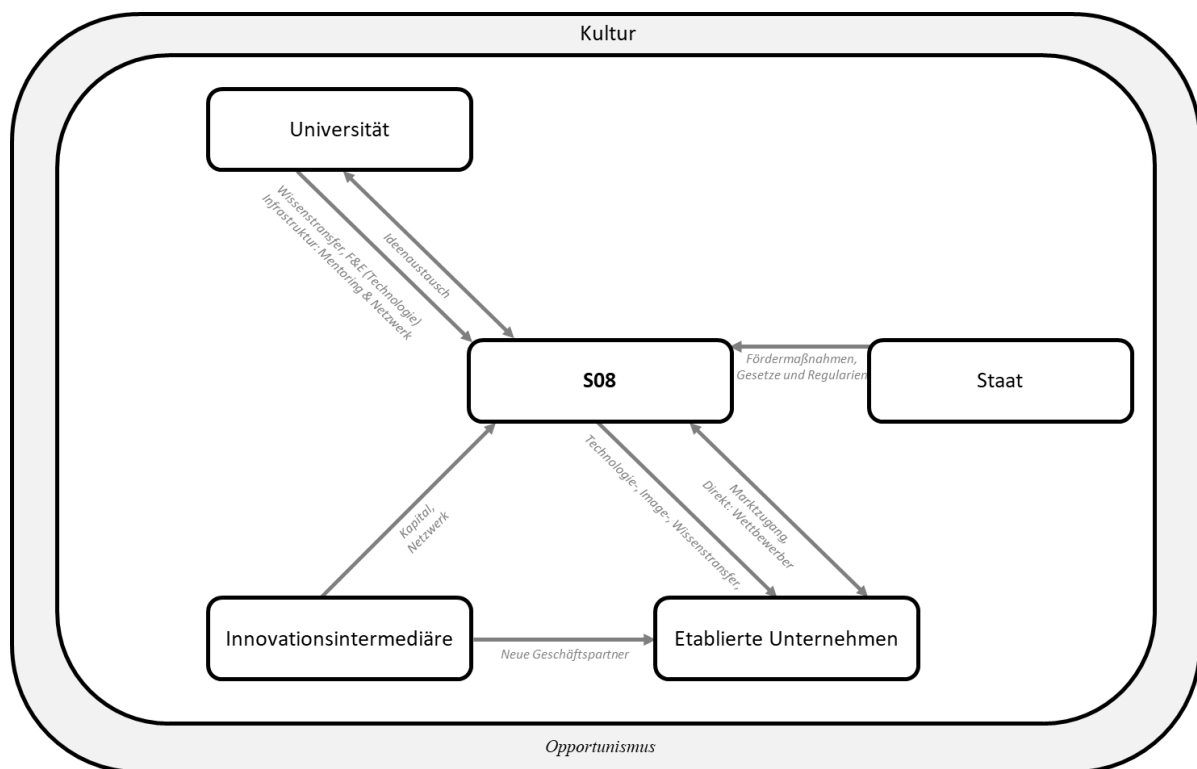 Kultur
Universität
Wissenstransfer, F&E (Technologie)
Infrastruktur: Mentoring & Netzwerk
Ideenaustausch
S08
Fördermaßnahmen,
Gesetze und Regularien
Staat
Kapital,
Netzwerk
Technologie-, Image-, Wissenstransfer,
Marktzugang,
Direkt: Wettbewerber
Innovationsintermediäre
Neue Geschäftspartner
Etablierte Unternehmen
Opportunismus